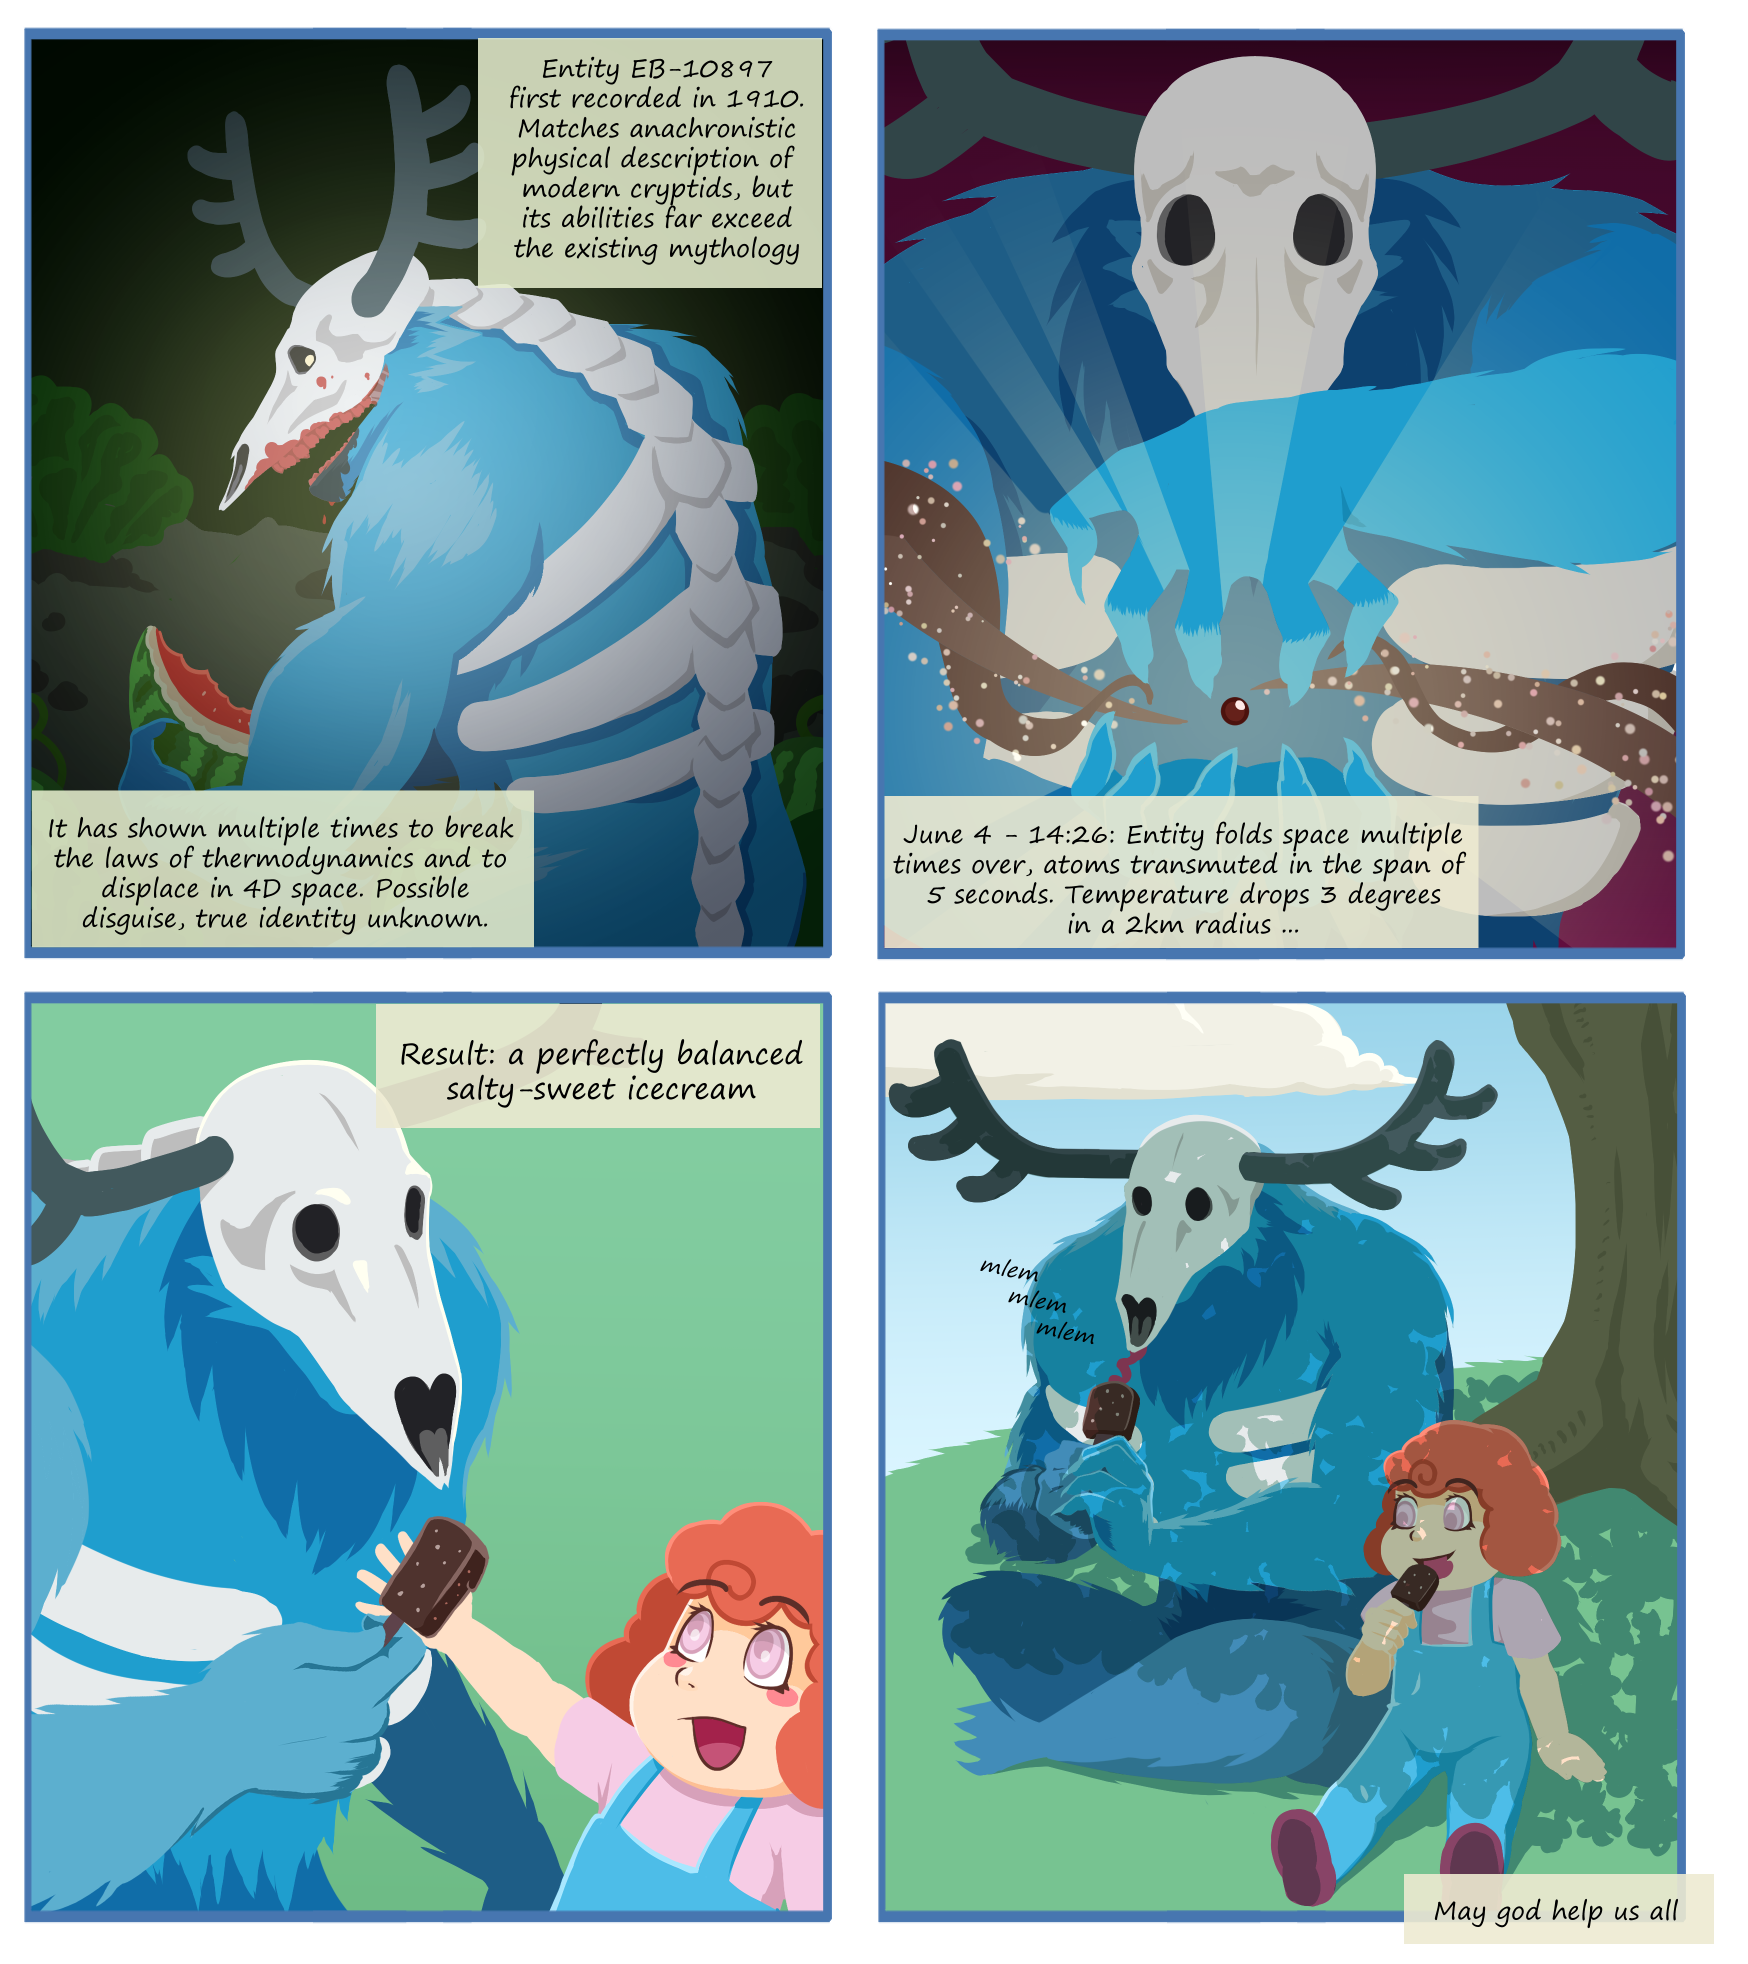 Entity EB-10897
first recorded in 1910.
Matches anachronistic
physical description of
modern cryptids, but
its abilities far exceed
the existing mythology
It has shown multiple times to break
the laws of thermodynamics and to
displace in 4D space. Possible
disguise, true identity unknown.
June 4 - 14:26: Entity folds space multiple
times over, atoms transmuted in the span of
5 seconds. Temperature drops 3 degrees
in a 2km radius ...
Result: a perfectly balanced
salty-sweet icecream
mlem
mlem
mlem
May god help us all